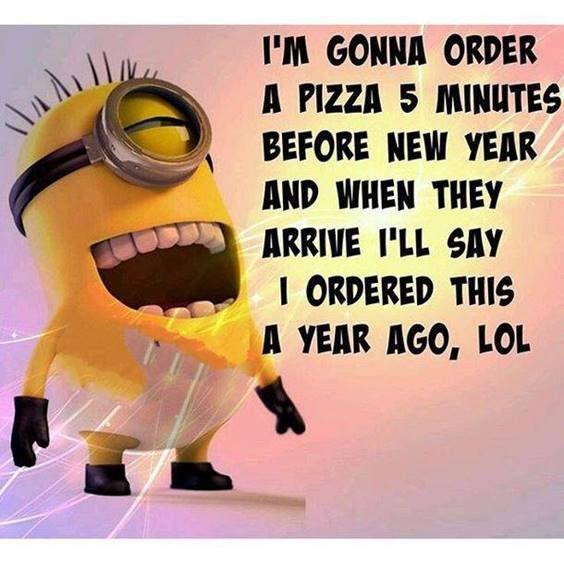 I'M GONNA ORDER
A PIZZA 5 MINUTES
BEFORE NEW YEAR
AND WHEN THEY
ARRIVE I'LL SAY
I ORDERED THIS
A YEAR AGO, LOL